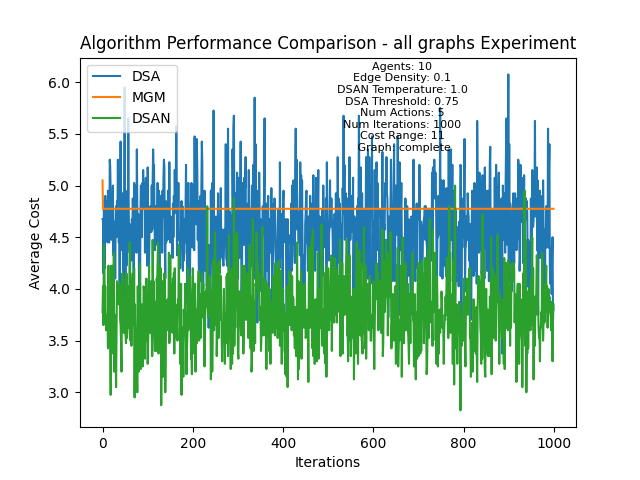 Algorithm Performance Comparison - all graphs Experiment
DSA
MGM
DSAN
Agents: 10
Edge Density: 0.1
DSAN Temperature: 1.0
DSA Threshold: 0.75
Num Actions: 5
Num Iterations: 1000
Cost Range: 11
Graph: complete
Average Cost
6.0
5.5
5.0
4.5
4.0
3.5
3.0
0 200 400 600 800 1000
Iterations